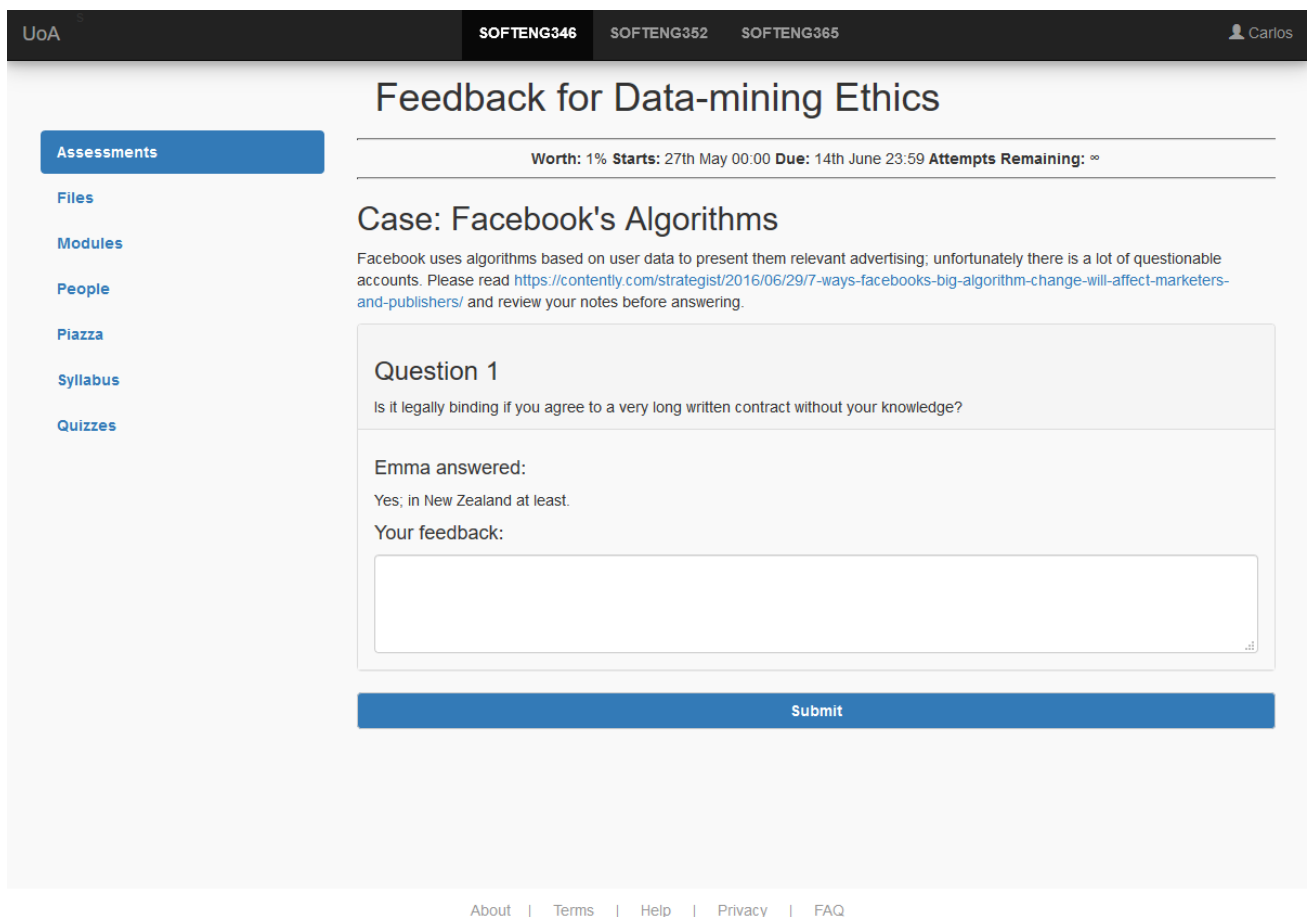 UoA s SOFTENG346 SOFTENG352 SOFTENG365 Carlos
Feedback for Data-mining Ethics
Assessments
Files
Modules
People
Piazza
Syllabus
Quizzes
Worth: 1% Starts: 27th May 00:00 Due: 14th June 23:59 Attempts Remaining: ∞
Case: Facebook's Algorithms
Facebook uses algorithms based on user data to present them relevant advertising; unfortunately there is a lot of questionable
accounts. Please read https://contently.com/strategist/2016/06/29/7-ways-facebooks-big-algorithm-change-will-affect-marketers-
and-publishers/ and review your notes before answering.
Question 1
Is it legally binding if you agree to a very long written contract without your knowledge?
Emma answered:
Yes; in New Zealand at least.
Your feedback:
Submit
About | Terms | Help | Privacy | FAQ